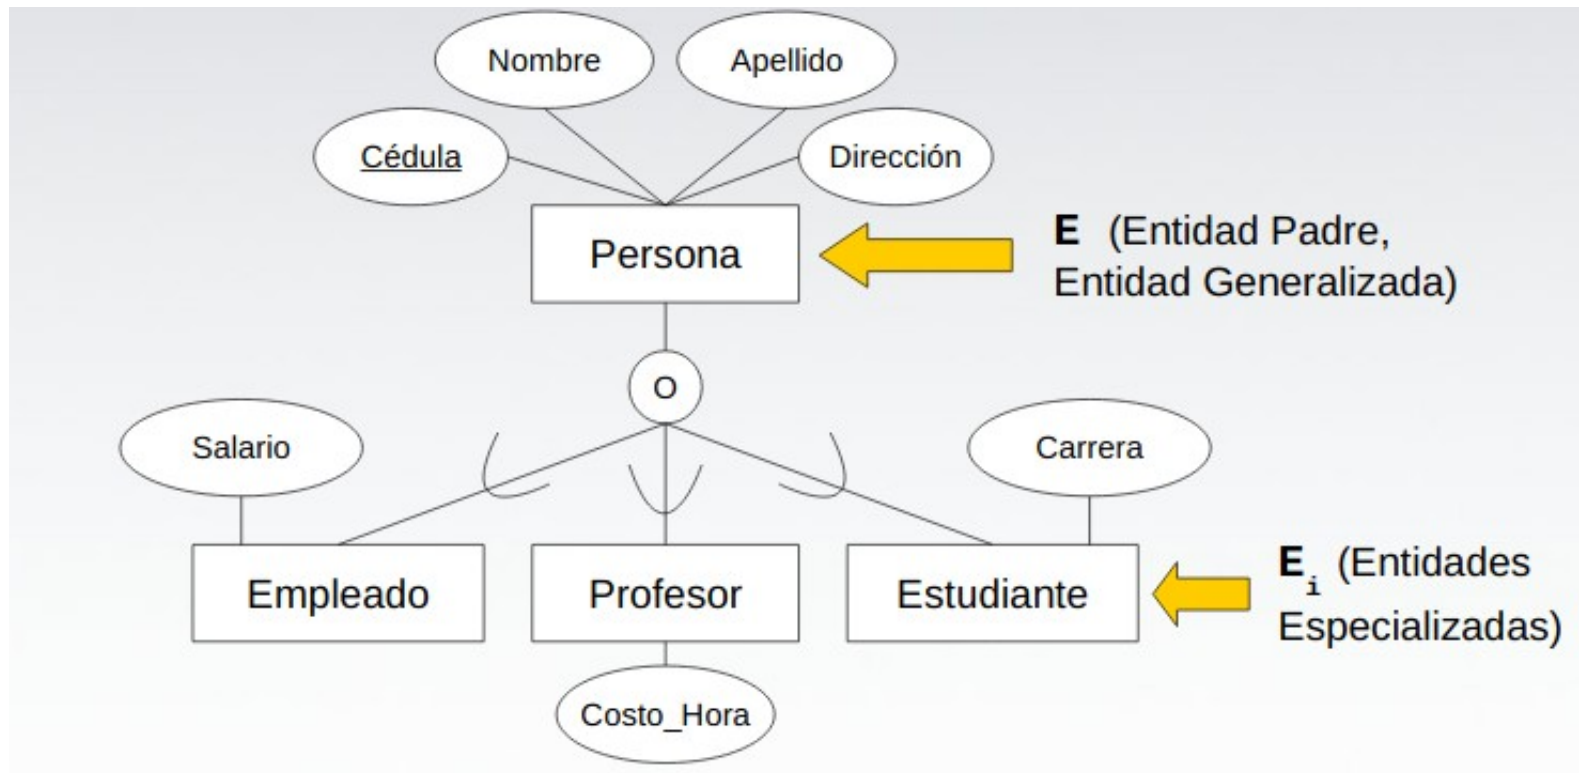 Nombre
Apellido
Cédula
Dirección
Persona
E (Entidad Padre,
Entidad Generalizada)
O
Salario
Carrera
Empleado
Profesor
Estudiante
Ei (Entidades
Especializadas)
Costo_Hora